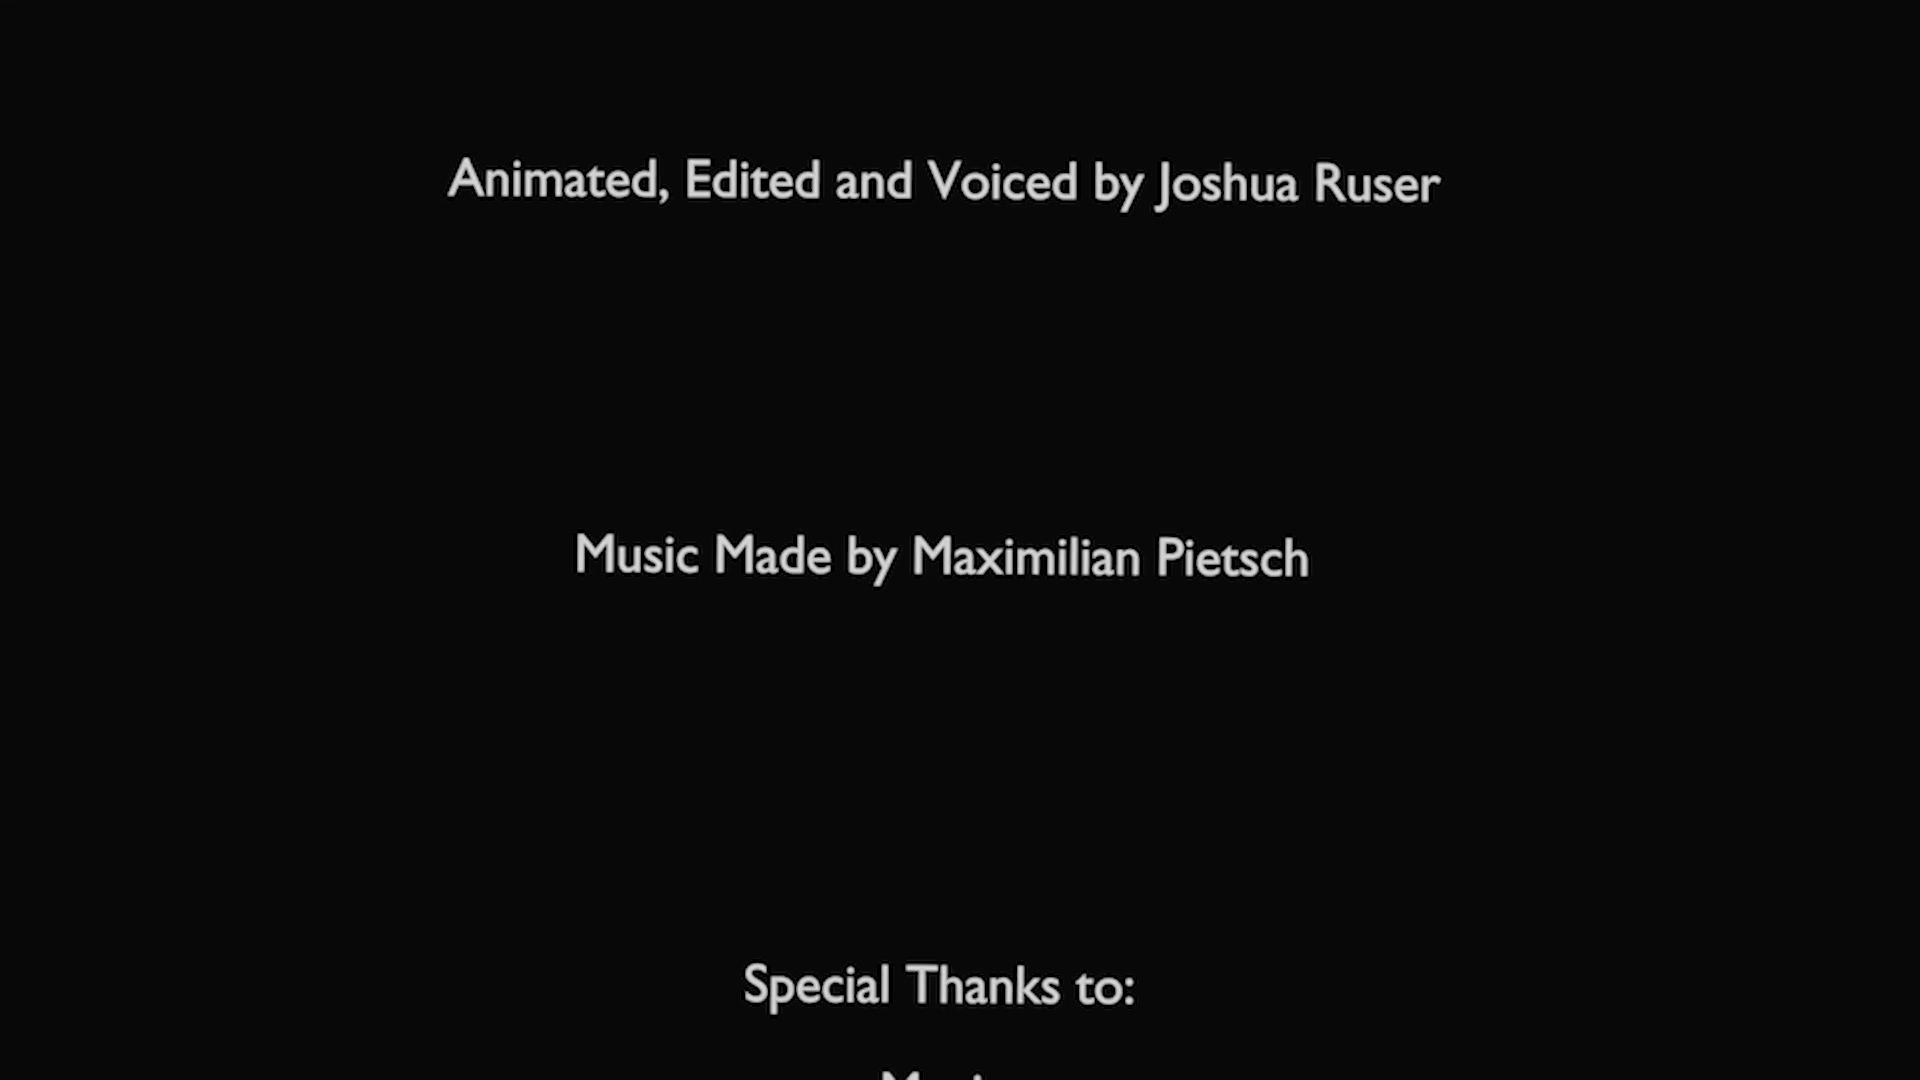 Animated, Edited and Voiced by Joshua Ruser
Music Made by Maximilian Pietsch
Special Thanks to: